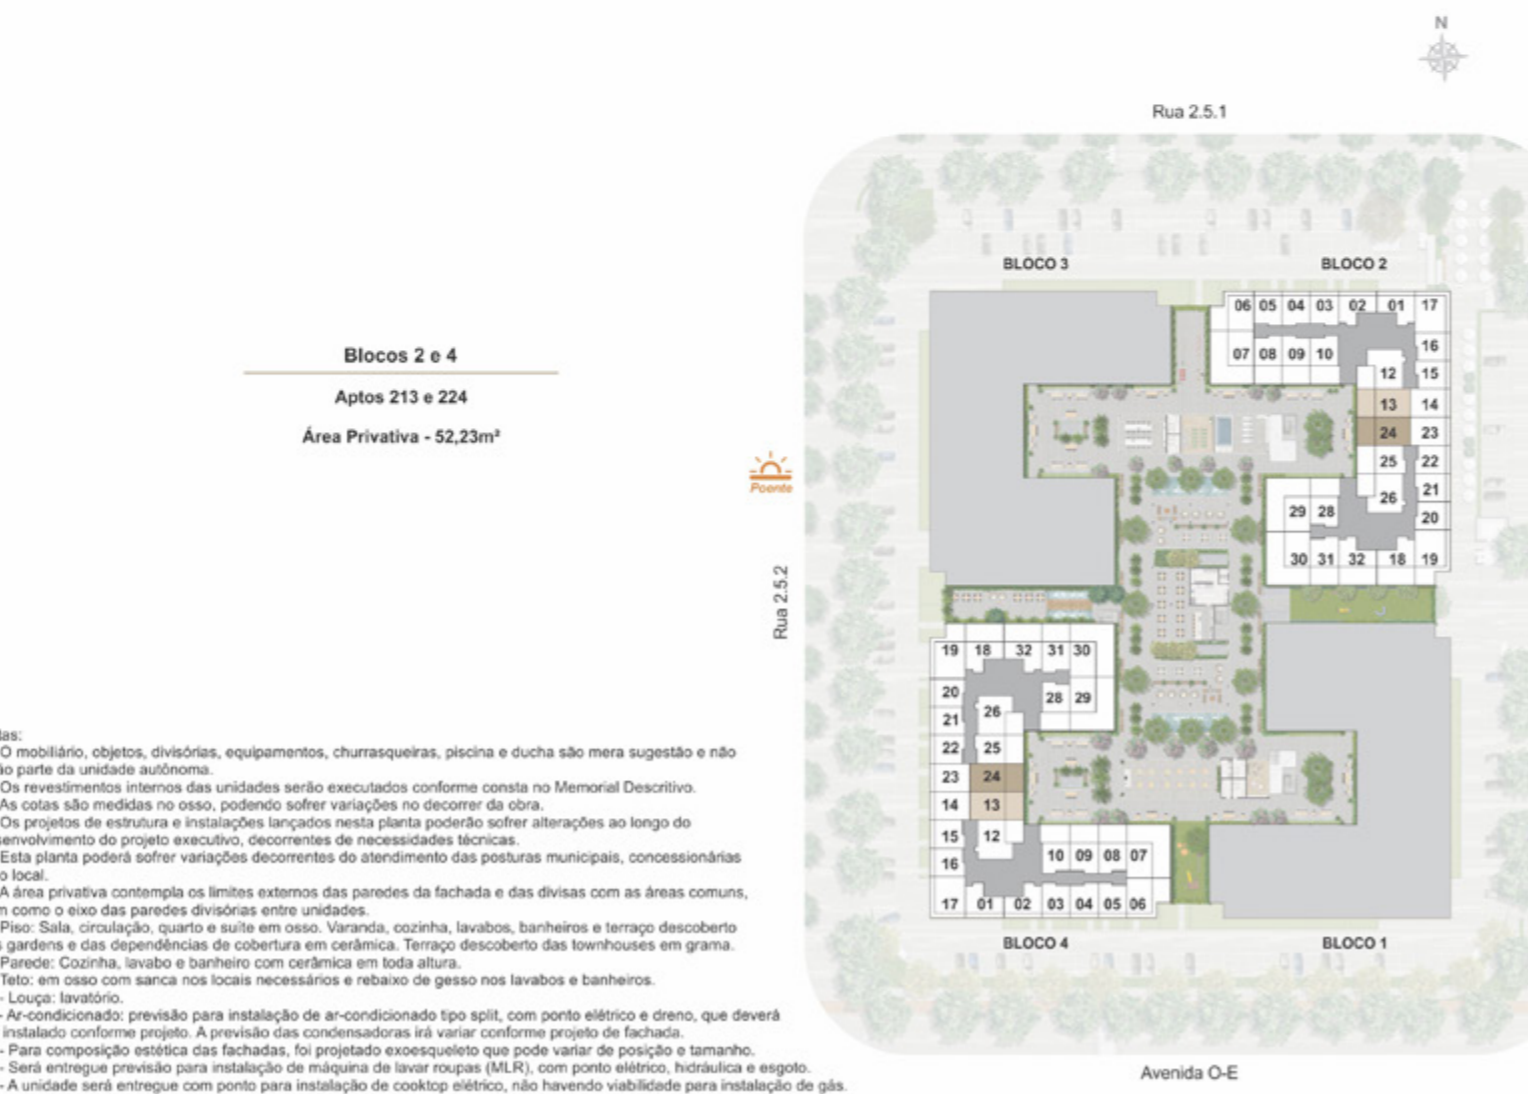 N
Rua 2.5.1
BLOCO 3
BLOCO 2
06 05 04 03 02 01 17
16
07 08 09 10
12 15
13 14
24 23
25 22
21
26
29 28 20
30 31 32 18 19
Blocos 2 e 4
Aptos 213 e 224
Área Privativa - 52,23m²
Poente
Rua 2.5.2
19 18 32 31 30
20 28 29
26
21
22 25
23 24
14 13
15 12
16 10 09 08 07
17 01 02 03 04 05 06
BLOCO 4
BLOCO 1
Avenida O-E
as:
O mobiliário, objetos, divisórias, equipamentos, churrasqueiras, piscina e ducha são mera sugestão e não
ão parte da unidade autônoma.
Os revestimentos internos das unidades serão executados conforme consta no Memorial Descritivo.
As cotas são medidas no osso, podendo sofrer variações no decorrer da obra.
Os projetos de estrutura e instalações lançados nesta planta poderão sofrer alterações ao longo do
senvolvimento do projeto executivo, decorrentes de necessidades técnicas.
Esta planta poderá sofrer variações decorrentes do atendimento das posturas municipais, concessionárias
o local.
A área privativa contempla os limites externos das paredes da fachada e das divisas com as áreas comuns,
m como o eixo das paredes divisórias entre unidades.
Piso: Sala, circulação, quarto e suíte em osso. Varanda, cozinha, lavabos, banheiros e terraço descoberto
s gardens e das dependências de cobertura em cerâmica. Terraço descoberto das townhouses em grama.
Parede: Cozinha, lavabo e banheiro com cerâmica em toda altura.
Teto: em osso com sanca nos locais necessários e rebaixo de gesso nos lavabos e banheiros.
- Louça: lavatório.
- Ar-condicionado: previsão para instalação de ar-condicionado tipo split, com ponto elétrico e dreno, que deverá
instalado conforme projeto. A previsão das condensadoras irá variar conforme projeto de fachada.
- Para composição estética das fachadas, foi projetado exoesqueleto que pode variar de posição e tamanho.
- Será entregue previsão para instalação de máquina de lavar roupas (MLR), com ponto elétrico, hidráulica e esgoto.
- A unidade será entregue com ponto para instalação de cooktop elétrico, não havendo viabilidade para instalação de gás.